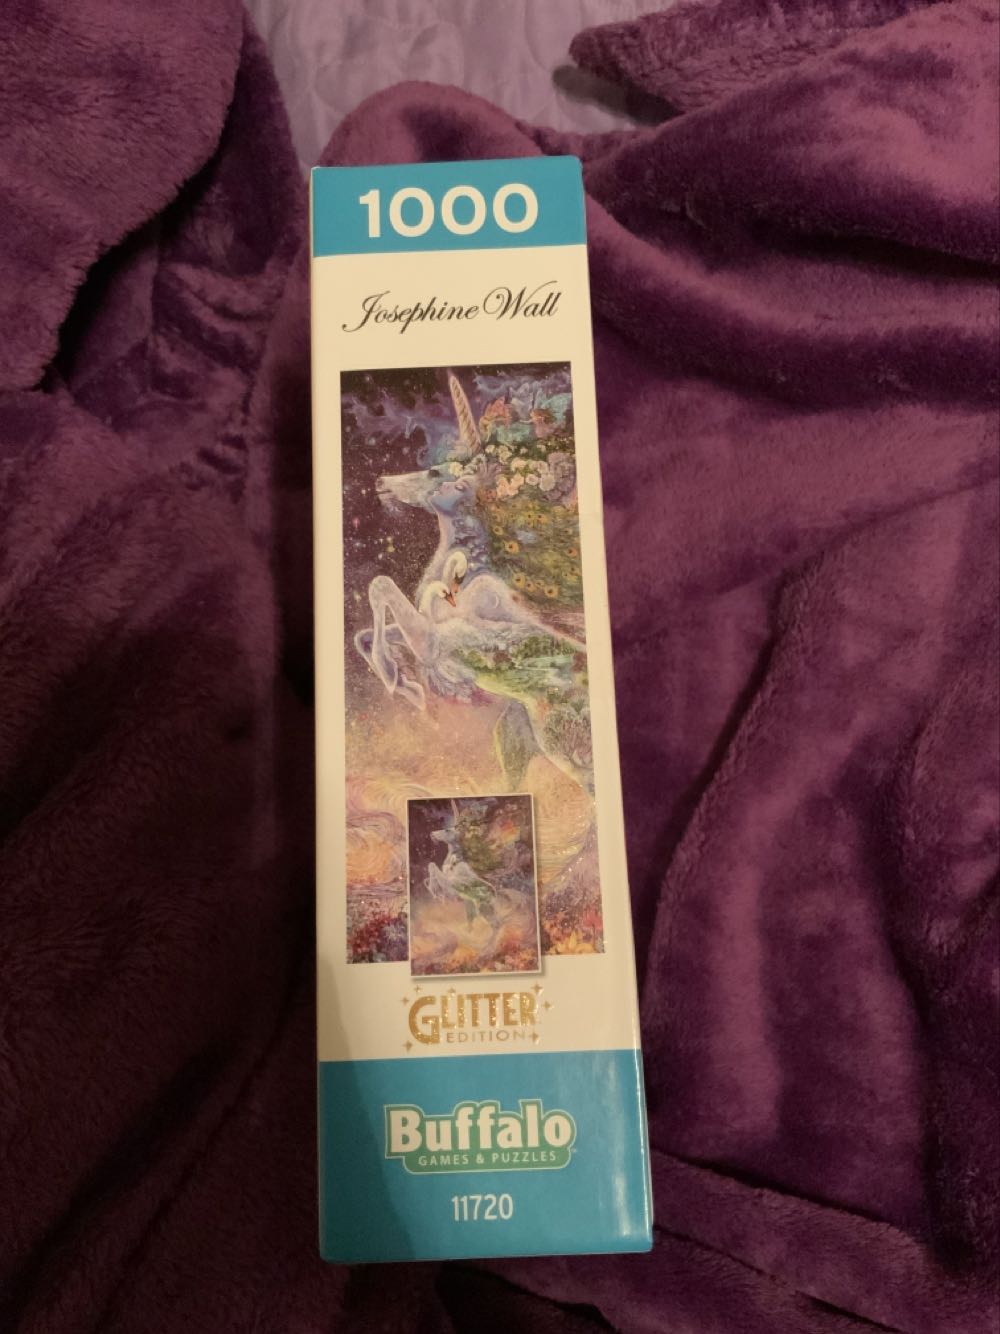 1000
Josephine Wall
GLITTER
EDITION
Buffalo
GAMES & PUZZLES
11720